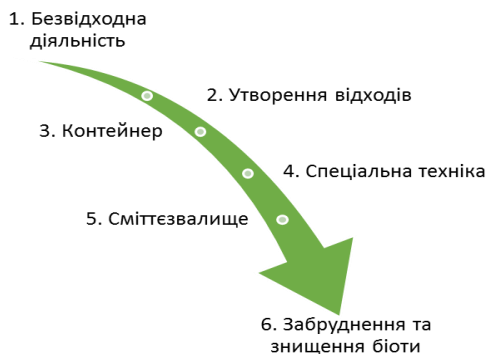 1. Безвідходна
діяльність
2. Утворення відходів
3. Контейнер
4. Спеціальна техніка
5. Сміттєзвалище
6. Забруднення та
знищення біоти